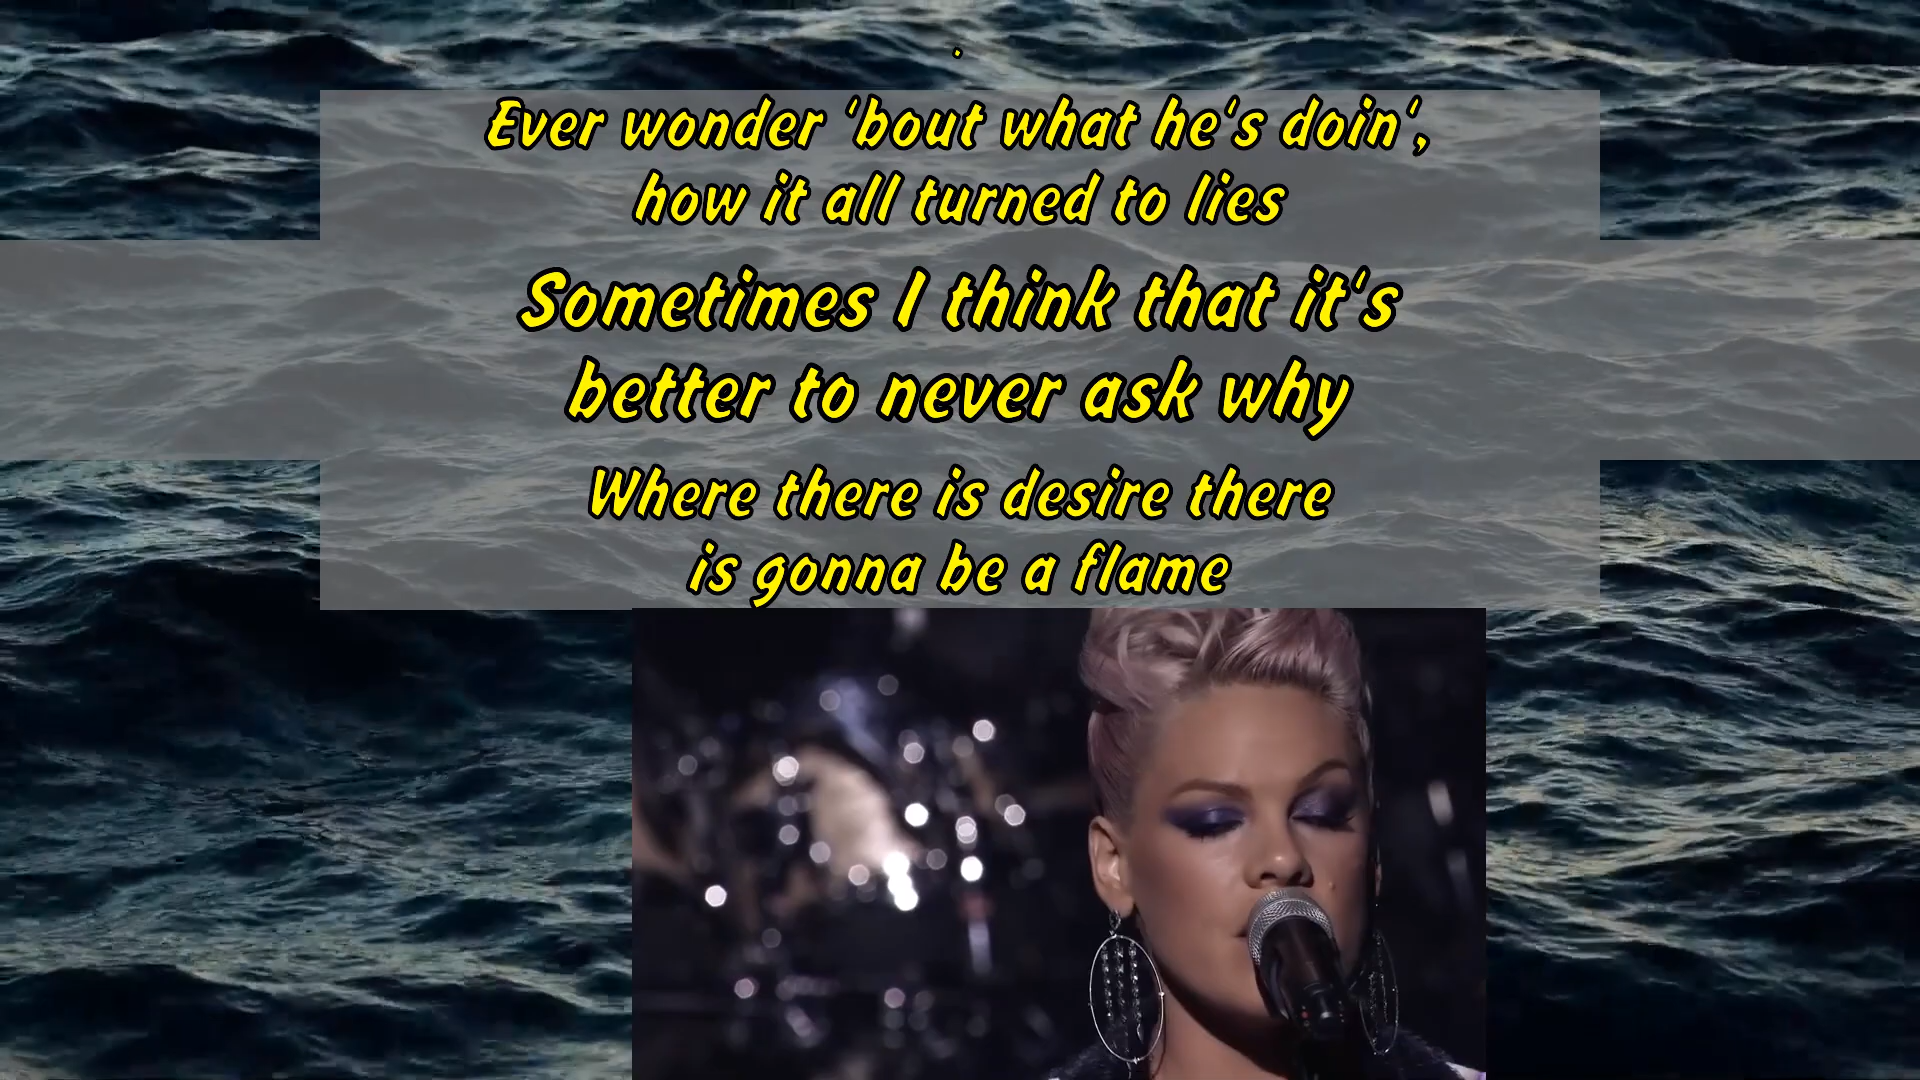 .
Ever wonder 'bout what he's doin',
how it all turned to lies
Sometimes I think that it's
better to never ask why
Where there is desire there
is gonna be a flame